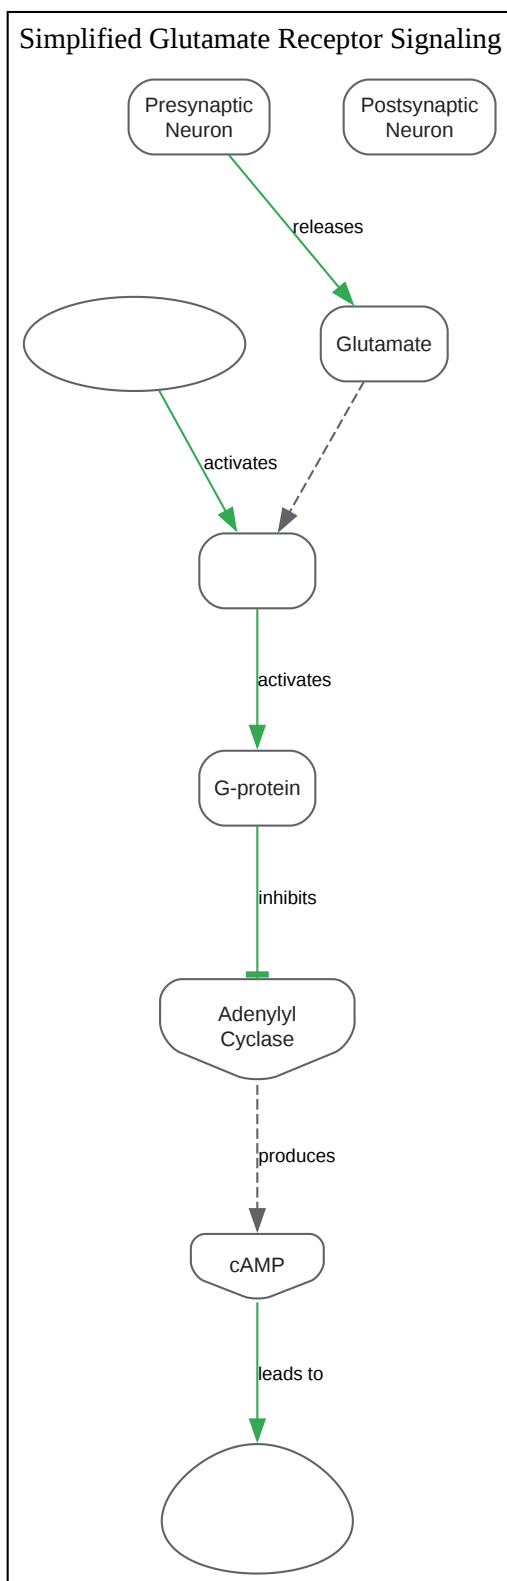 Simplified Glutamate Receptor Signaling
Presynaptic
Neuron
Postsynaptic
Neuron
releases
Glutamate
activates
activates
G-protein
inhibits
Adenylyl
Cyclase
produces
cAMP
leads to